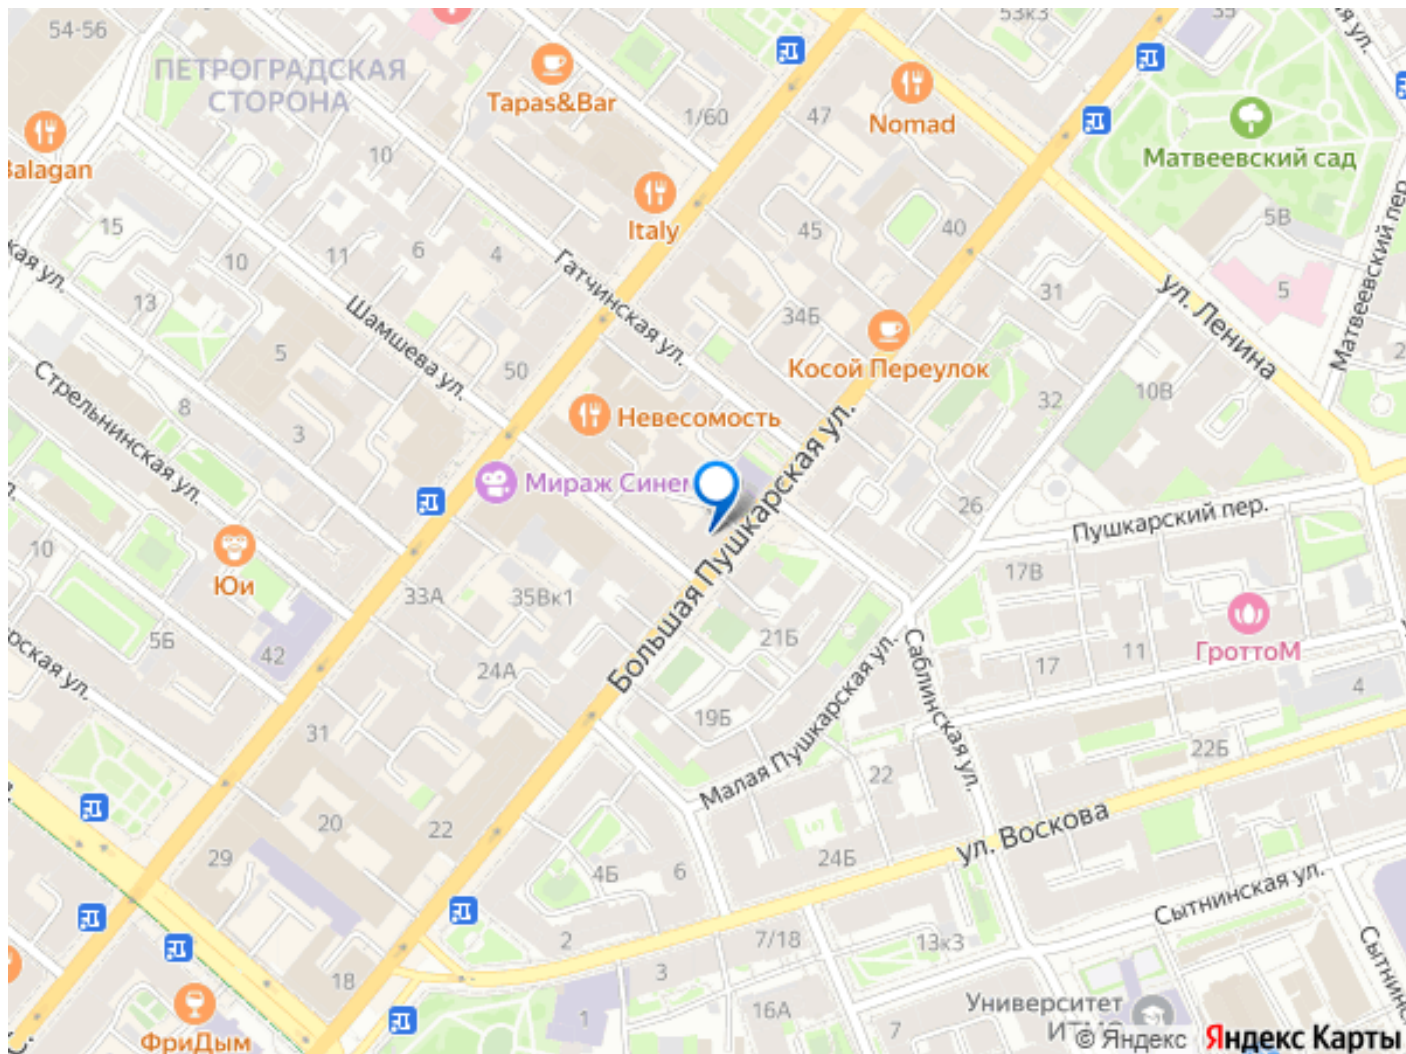 54-56
53к3
35
ПЕТРОГРАДСКАЯ
СТОРОНА
Tapas&Bar
1/60
47
Nomad
Матвеевский сад
Balagan
10
15
Italy
45
40
5В
Матвеевский пер.
11
6
4
10
Гатчинская ул.
ул. Ленина
31
5
13
Шамшева ул.
34Б
5
50
Косой Переулок
Стрельнинская ул.
8
3
Невесомость
32
10В
2
Мираж Синем
Большая Пушкарская ул.
26
Пушкарский пер.
10
Юи
33А
35Вк1
17В
5Б
42
21Б
Саблинская ул.
17
11
ГроттоМ
24А
4
19Б
31
Малая Пушкарская ул.
22
22Б
20
22
29
4Б
6
24Б
ул. Воскова
Сытнинская ул.
2
7/18
13к3
18
3
16А
1
7
Университет
ИТМО
ФриДым
© Яндекс
Яндекс Карты